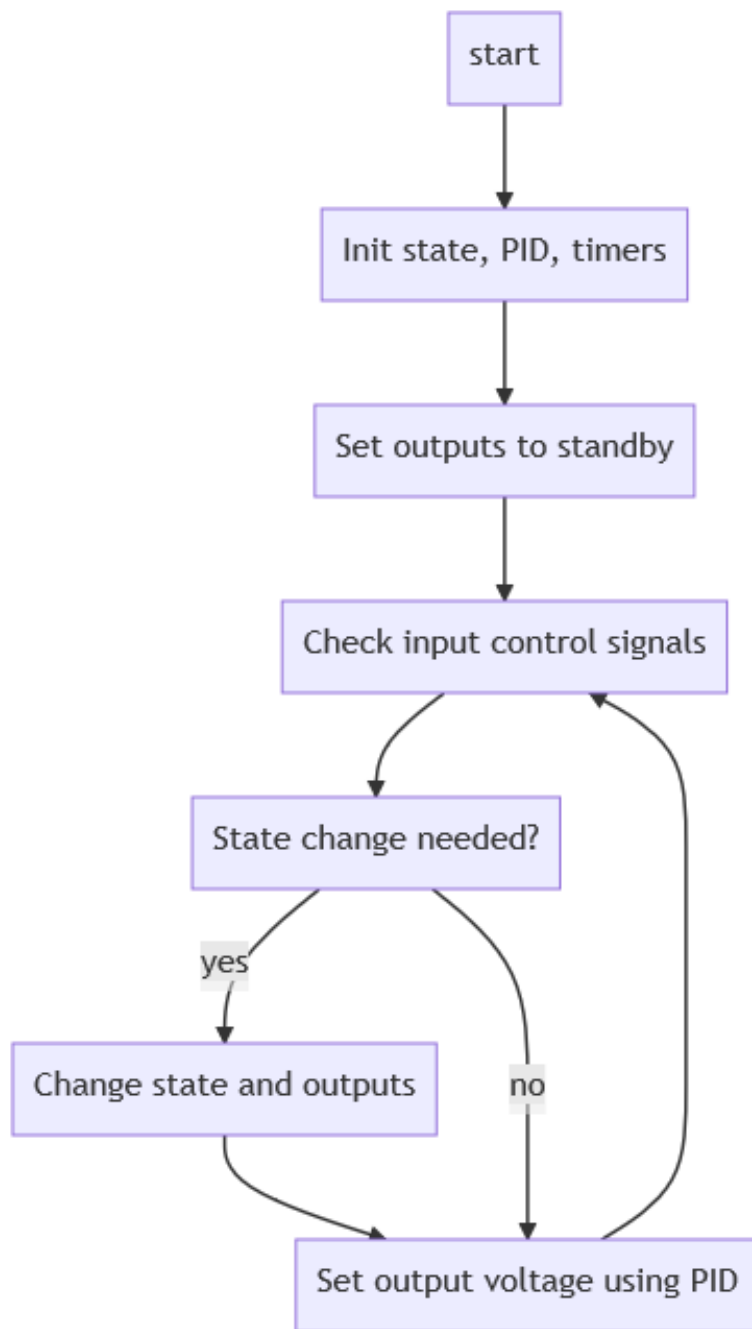 start
Init state, PID, timers
Set outputs to standby
Check input control signals
State change needed?
yes
Change state and outputs
no
Set output voltage using PID